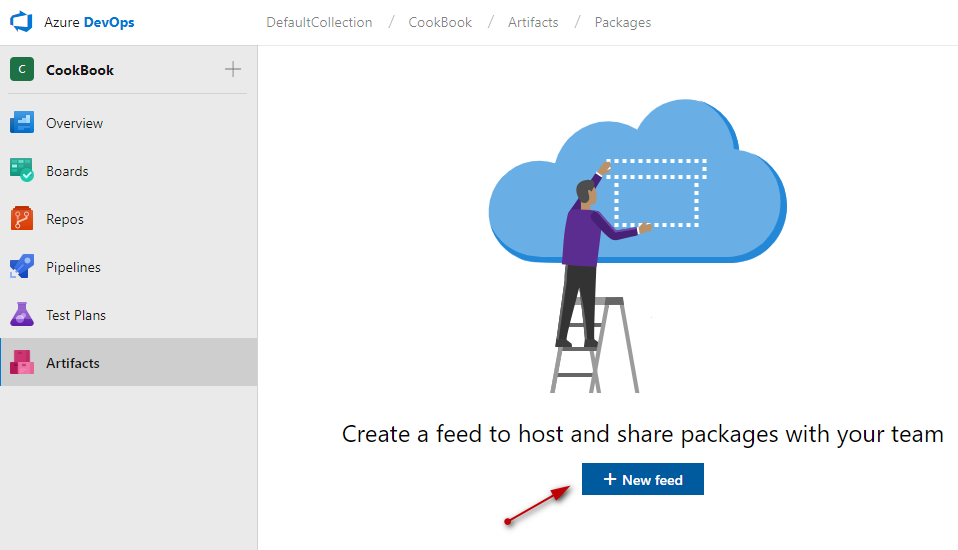 Azure DevOps
DefaultCollection / CookBook / Artifacts / Packages
C CookBook
Overview
Boards
Repos
Pipelines
Test Plans
Artifacts
Create a feed to host and share packages with your team
+ New feed